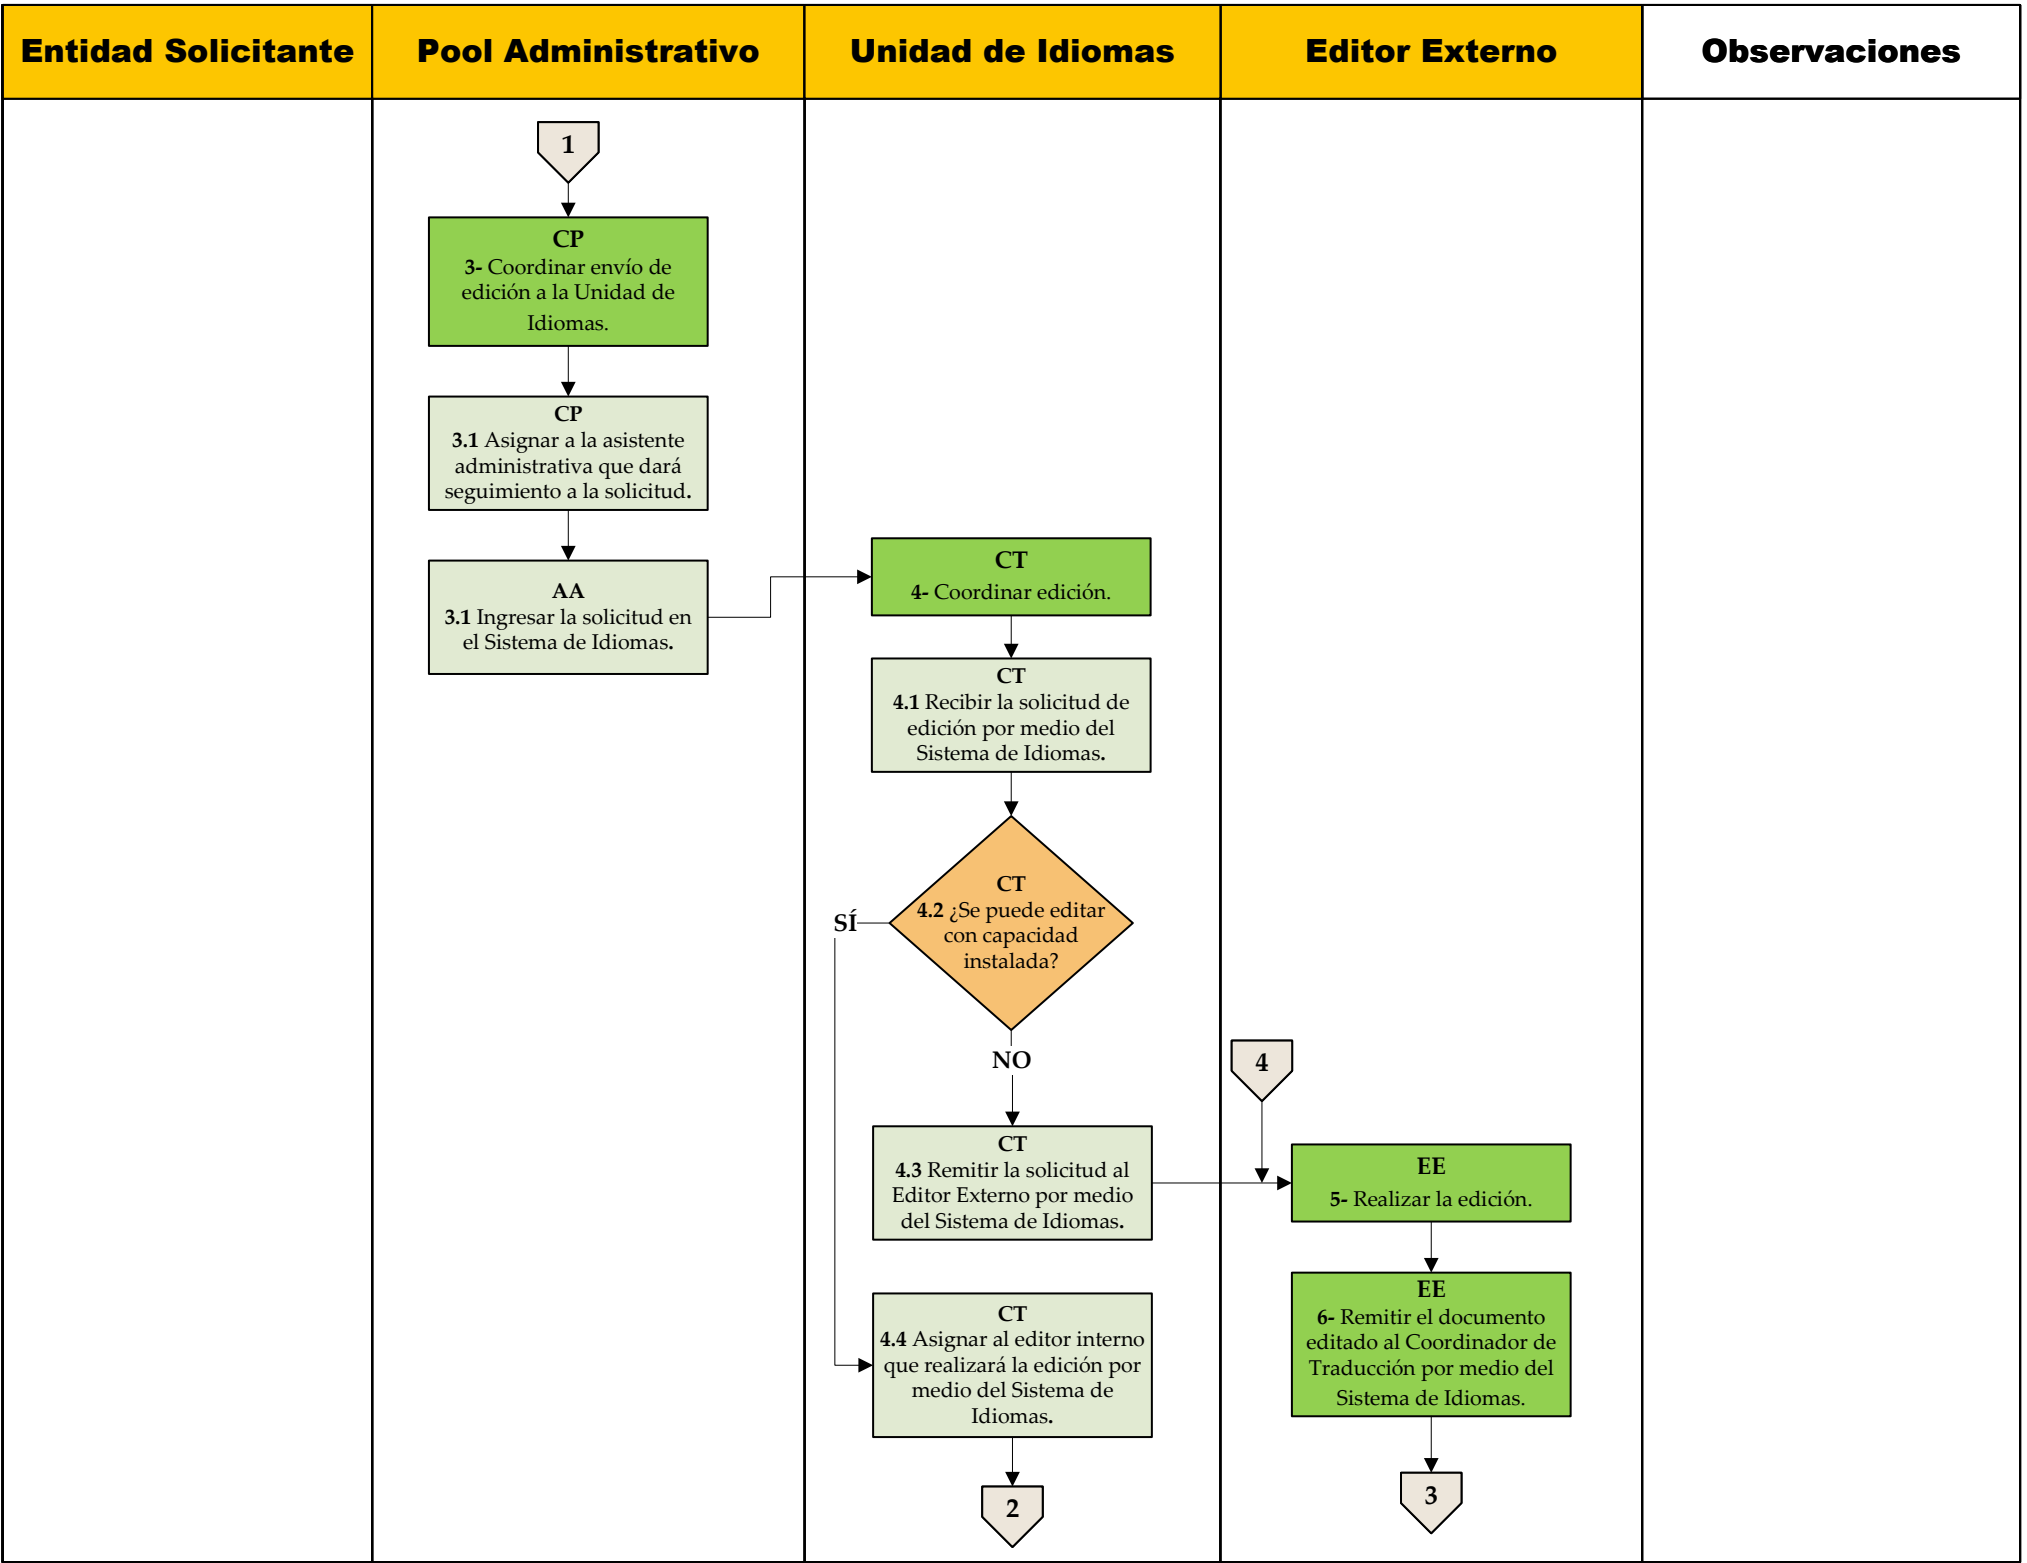 Entidad Solicitante
Pool Administrativo
Unidad de Idiomas
Editor Externo
Observaciones
1
CP
3- Coordinar envío de
edición a la Unidad de
Idiomas.
CP
3.1 Asignar a la asistente
administrativa que dará
seguimiento a la solicitud.
AA
3.1 Ingresar la solicitud en
el Sistema de Idiomas.
CT
4- Coordinar edición.
CT
4.1 Recibir la solicitud de
edición por medio del
Sistema de Idiomas.
CT
4.2 ¿Se puede editar
con capacidad
instalada?
SÍ
NO
CT
4.3 Remitir la solicitud al
Editor Externo por medio
del Sistema de Idiomas.
CT
4.4 Asignar al editor interno
que realizará la edición por
medio del Sistema de
Idiomas.
2
4
EE
5- Realizar la edición.
EE
6- Remitir el documento
editado al Coordinador de
Traducción por medio del
Sistema de Idiomas.
3